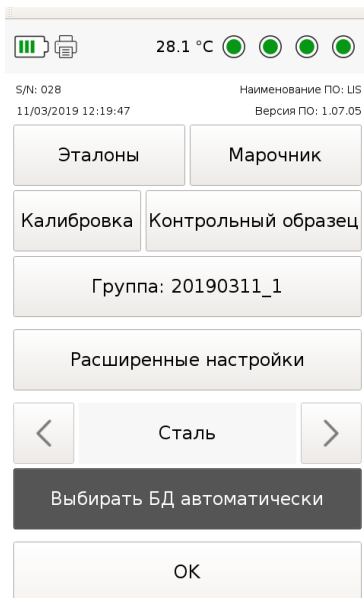 28.1 °C
S/N: 028 Наименование ПО: LIS
11/03/2019 12:19:47 Версия ПО: 1.07.05
Эталоны Марочник
Калибровка Контрольный образец
Группа: 20190311_1
Расширенные настройки
Сталь
Выбирать БД автоматически
OK